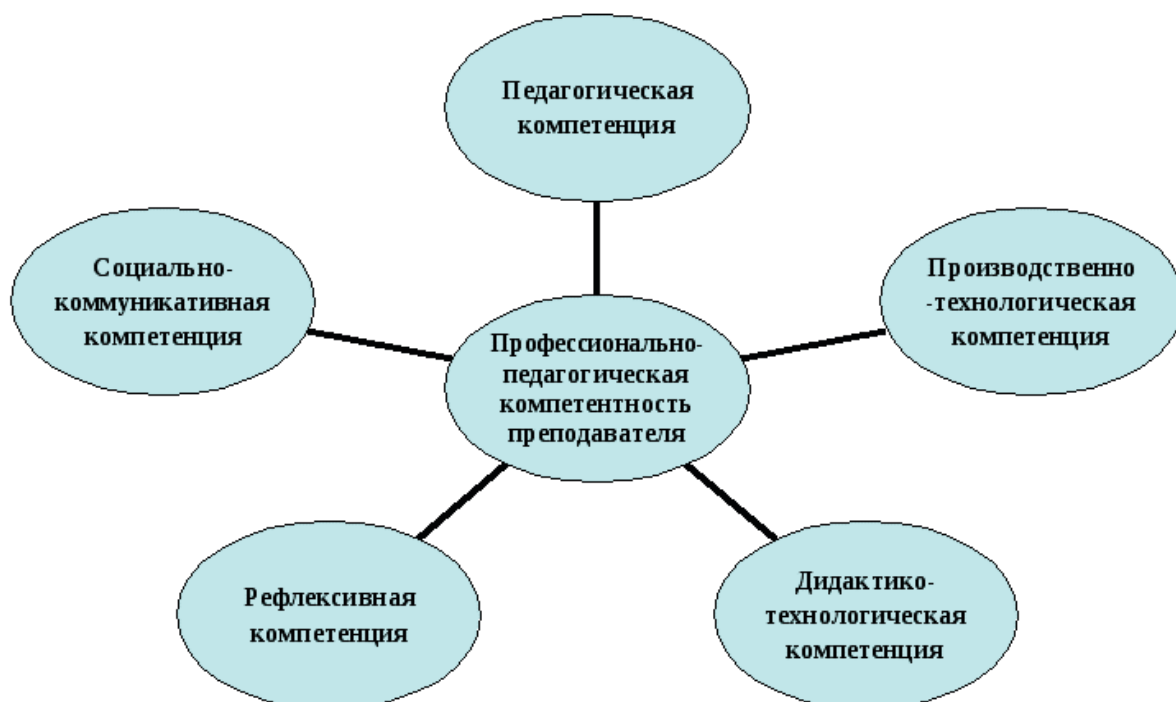 Педагогическая
компетенция
Социально-
коммуникативная
компетенция
Производственно
-технологическая
компетенция
Профессионально-
педагогическая
компетентность
преподавателя
Рефлексивная
компетенция
Дидактико-
технологическая
компетенция